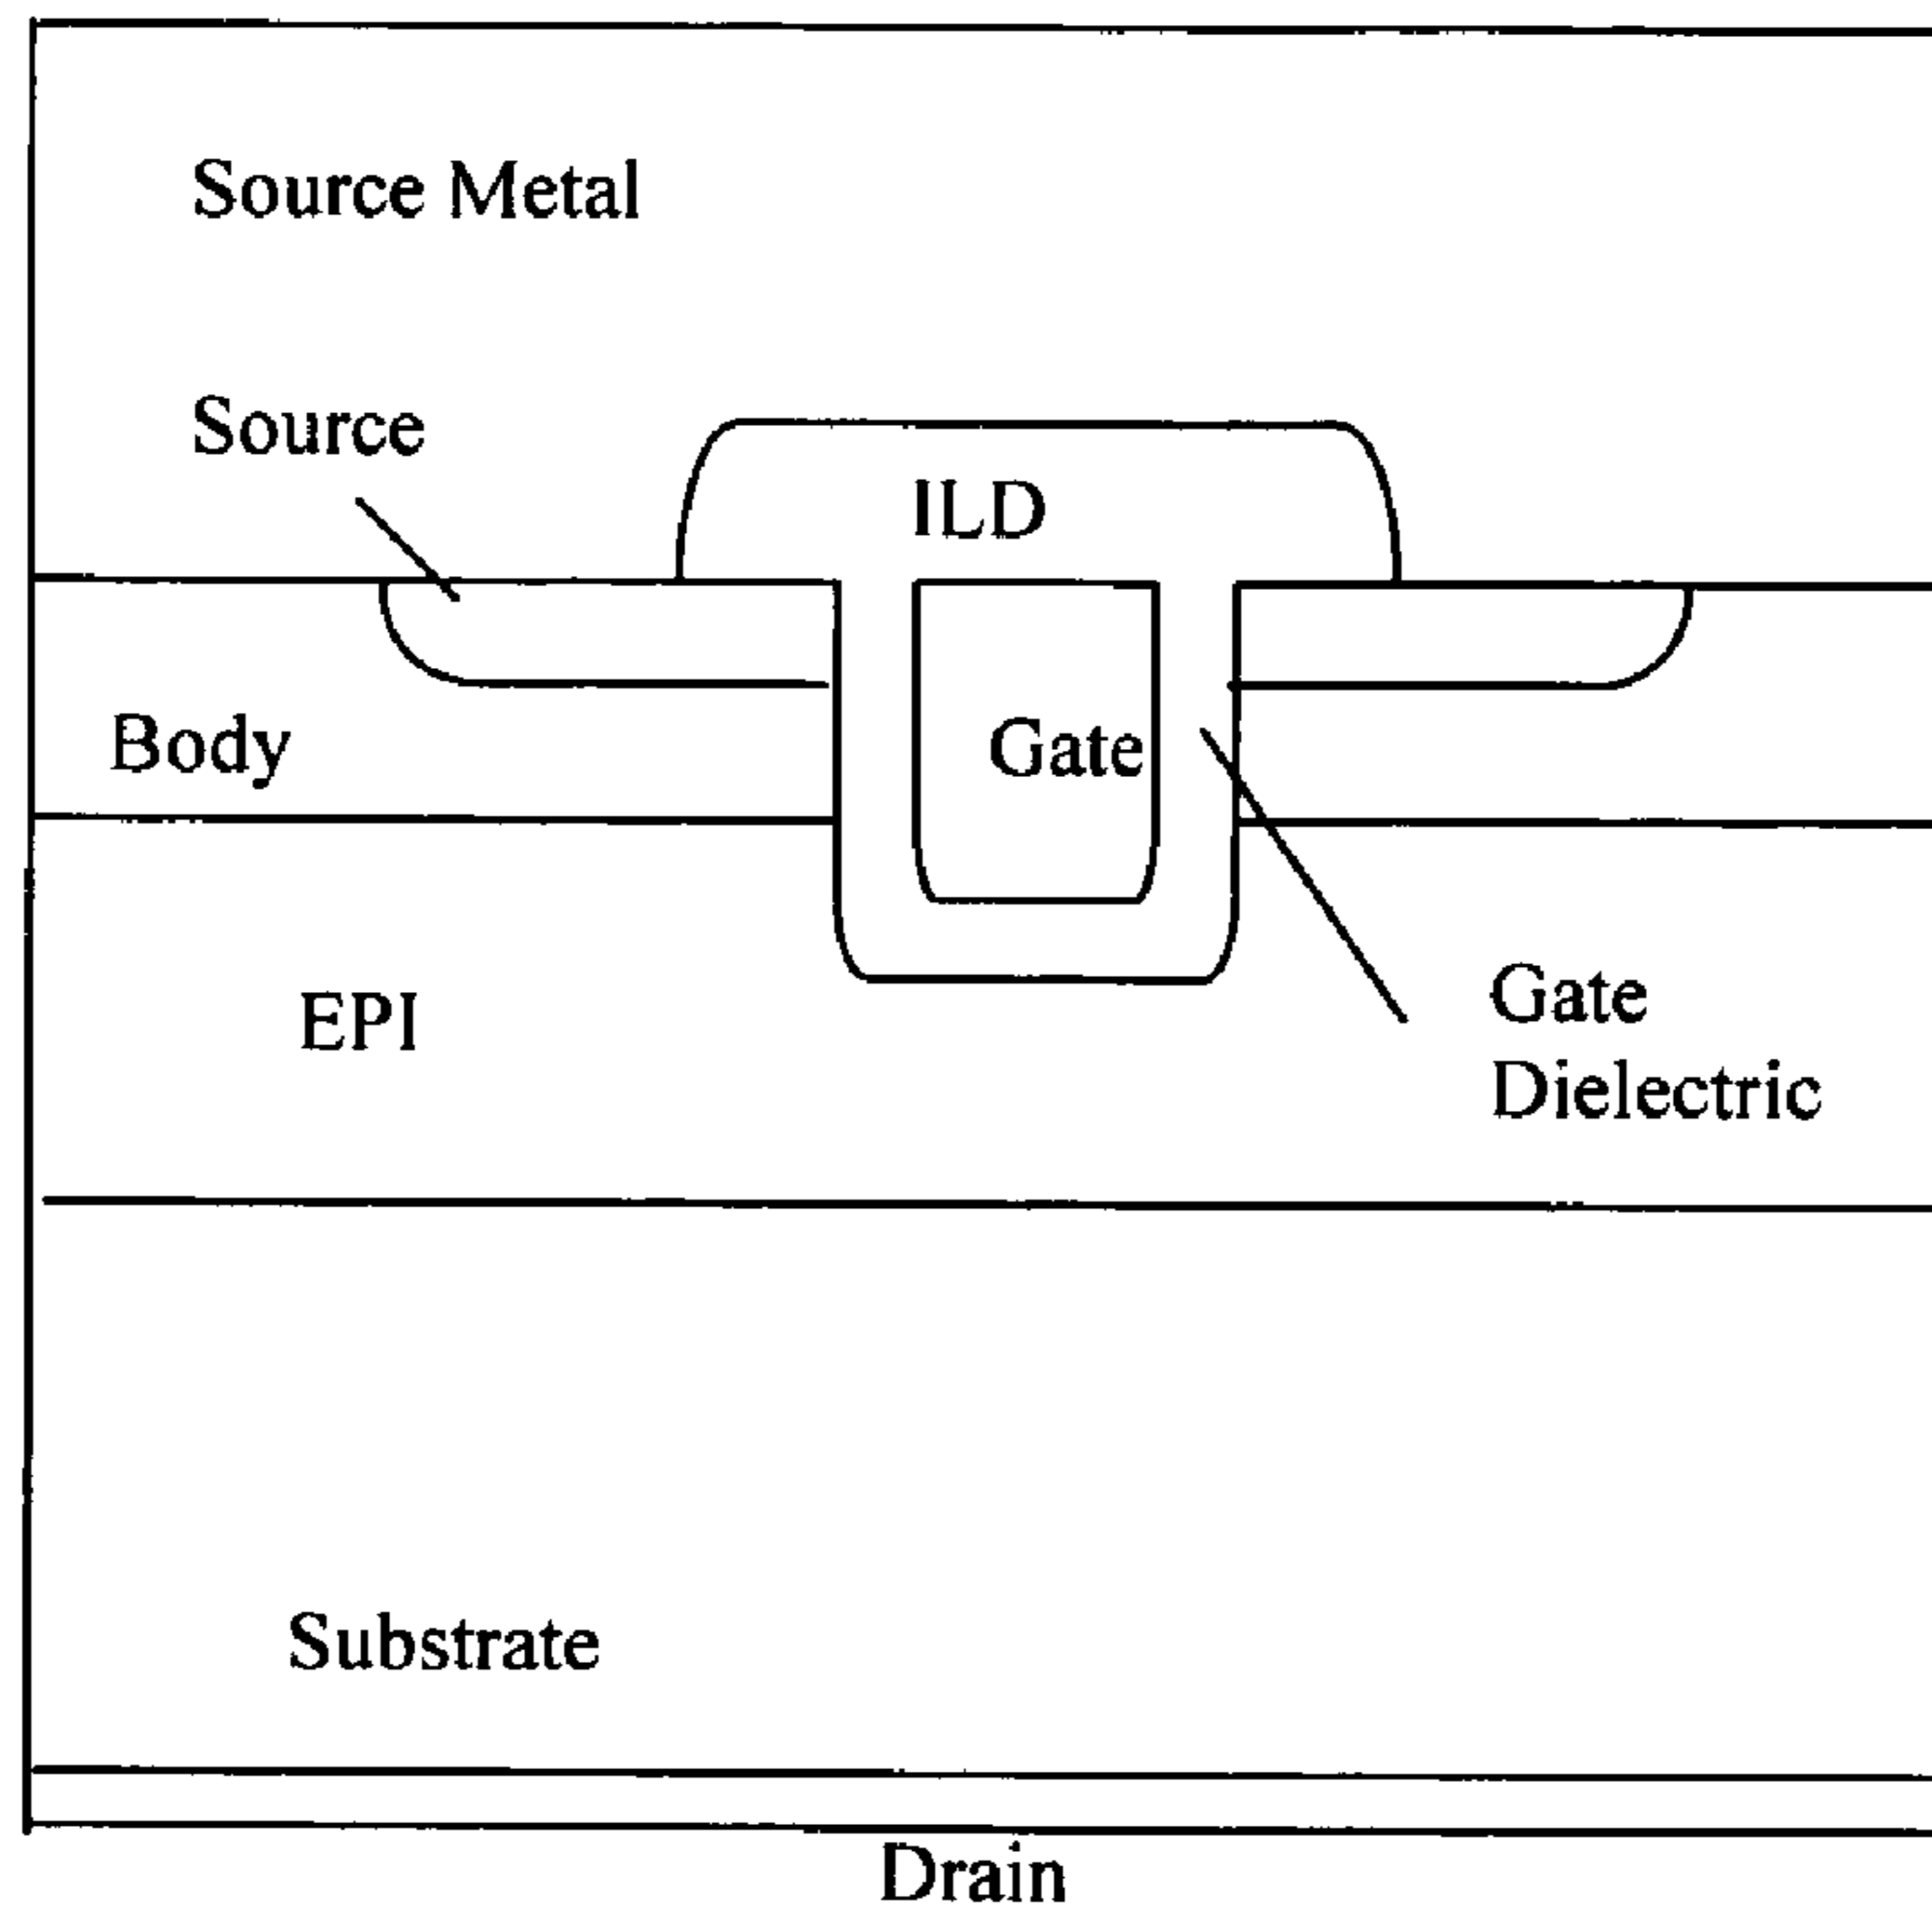 Source Metal
Source
ILD
Body
Gate
EPI
Gate
Dielectric
Substrate
Drain